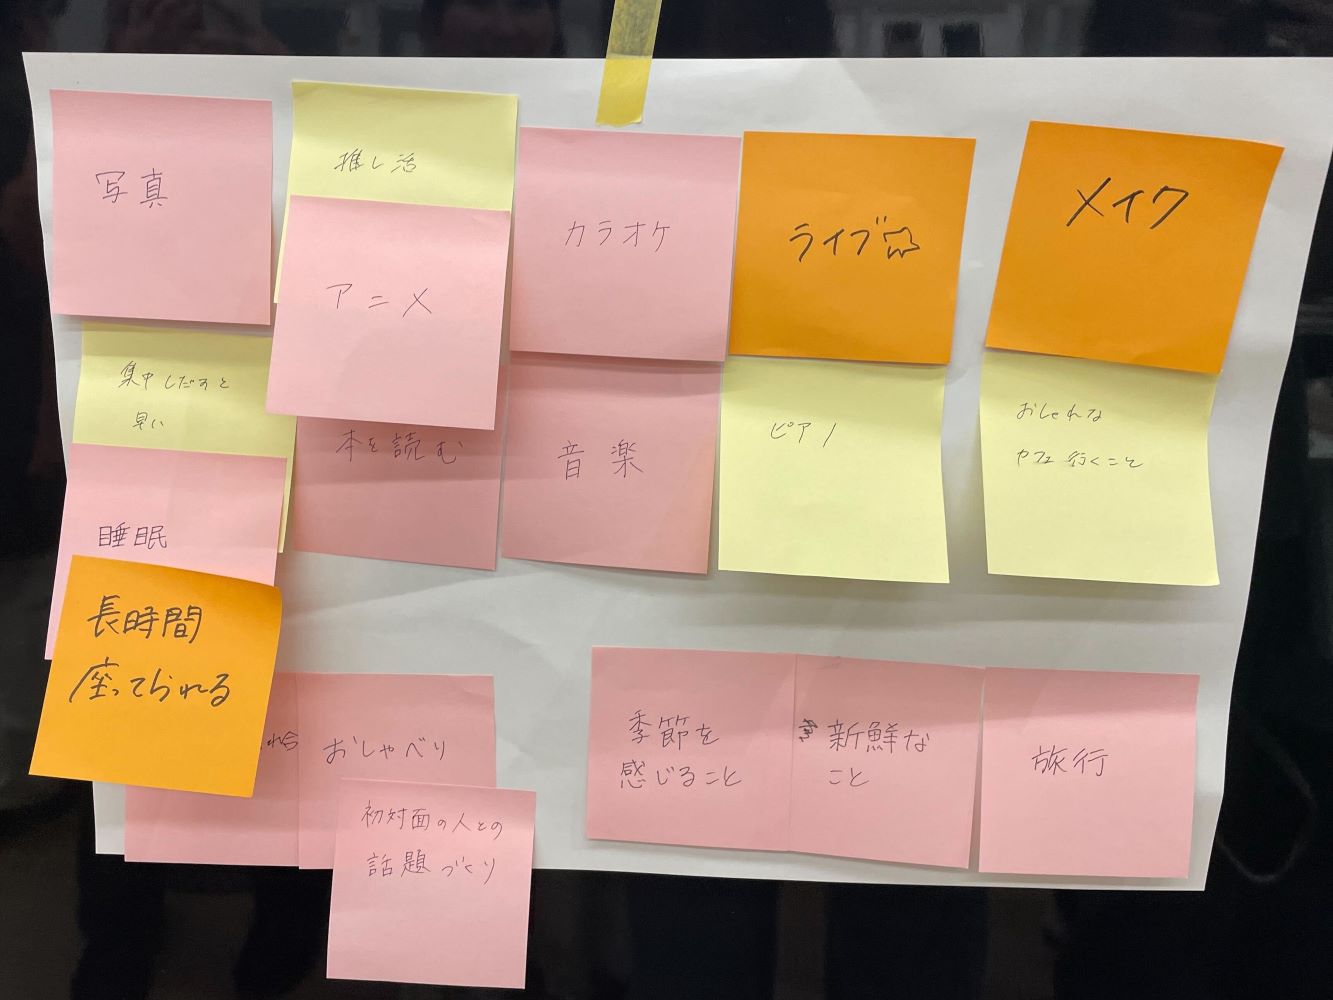 写真
推し活
アニメ
カラオケ
ライブ
メイク
集中しだすと
早い
本を読む
音楽
ピアノ
おしゃれな
カフェ行くこと
睡眠
長時間
座ってられる
おしゃべり
初対面の人との
話題づくり
季節を
感じること
新鮮な
こと
旅行